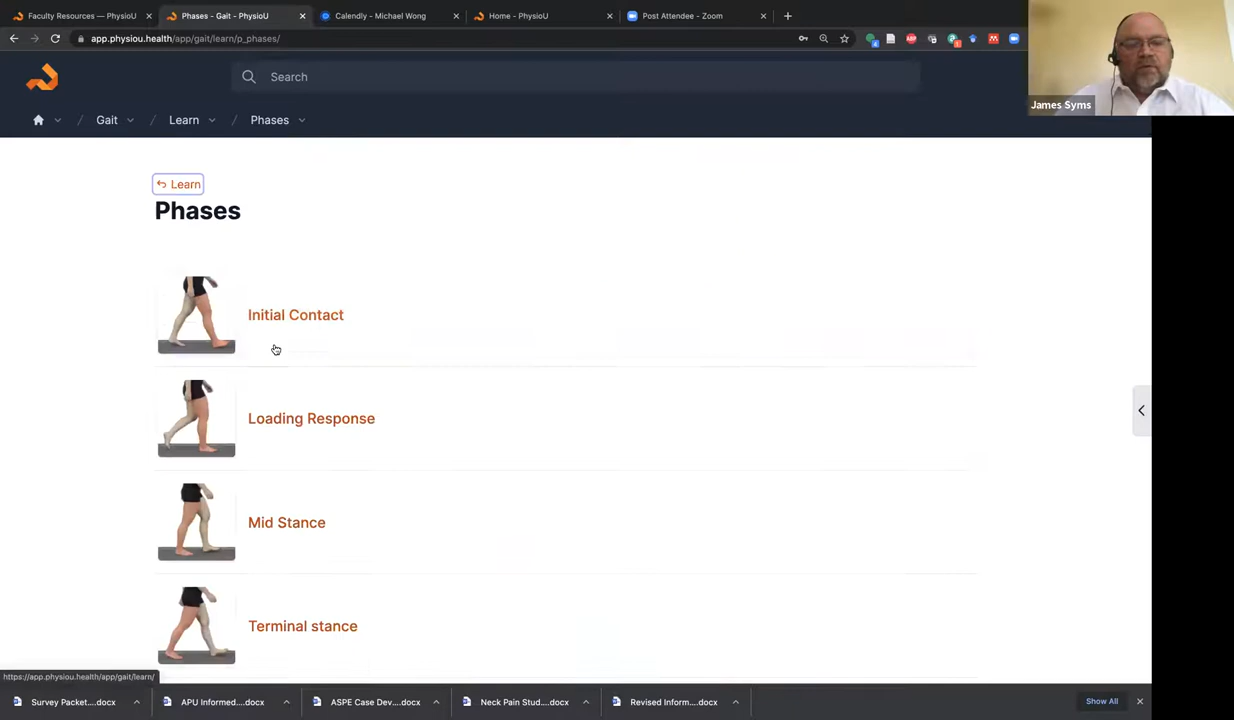 Faculty Resources — PhysioU
Phases - Gait - PhysioU
Calendly - Michael Wong
Home - PhysioU
Post Attendee - Zoom
app.physiou.health/app/gait/learn/p_phases/
Search
James Syms
Gait / Learn / Phases
Learn
Phases
Initial Contact
Loading Response
Mid Stance
Terminal stance
https://app.physiou.health/app/gait/learn/
Survey Packet....docx
APU Informed....docx
ASPE Case Dev....docx
Neck Pain Stud....docx
Revised Inform....docx
Show All